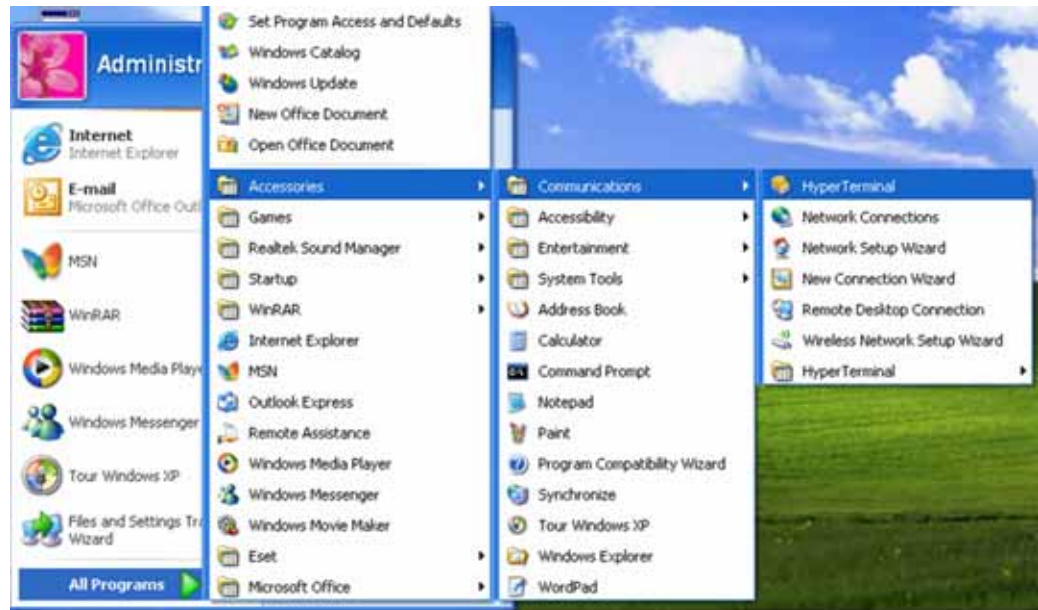 Administr
Internet
Internet Explorer
E-mail
Microsoft Office Outl
MSN
WinRAR
Windows Media Playe
Windows Messenger
Tour Windows XP
Files and Settings Tra
Wizard
All Programs
Set Program Access and Defaults
Windows Catalog
Windows Update
New Office Document
Open Office Document
Accessories
Games
Realtek Sound Manager
Startup
WinRAR
Internet Explorer
MSN
Outlook Express
Remote Assistance
Windows Media Player
Windows Messenger
Windows Movie Maker
Eset
Microsoft Office
Communications
Accessibility
Entertainment
System Tools
Address Book
Calculator
Command Prompt
Notepad
Paint
Program Compatibility Wizard
Synchronize
Tour Windows XP
Windows Explorer
WordPad
HyperTerminal
Network Connections
Network Setup Wizard
New Connection Wizard
Remote Desktop Connection
Wireless Network Setup Wizard
HyperTerminal